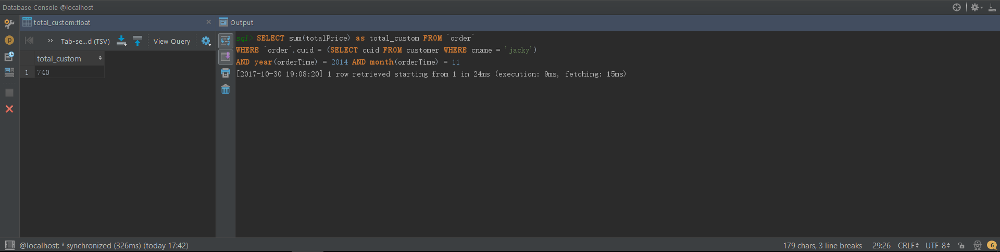 Database Console @localhost
total_custom:float
Output
Tab-se...d (TSV)
View Query
total_custom
1 740
sql> SELECT sum(totalPrice) as total_custom FROM `order`
WHERE `order`.cuid = (SELECT cuid FROM customer WHERE cname = 'jacky')
AND year(orderTime) = 2014 AND month(orderTime) = 11
[2017-10-30 19:08:20] 1 row retrieved starting from 1 in 24ms (execution: 9ms, fetching: 15ms)
@localhost: * synchronized (326ms) (today 17:42)
179 chars, 3 line breaks 29:26 CRLF UTF-8 6